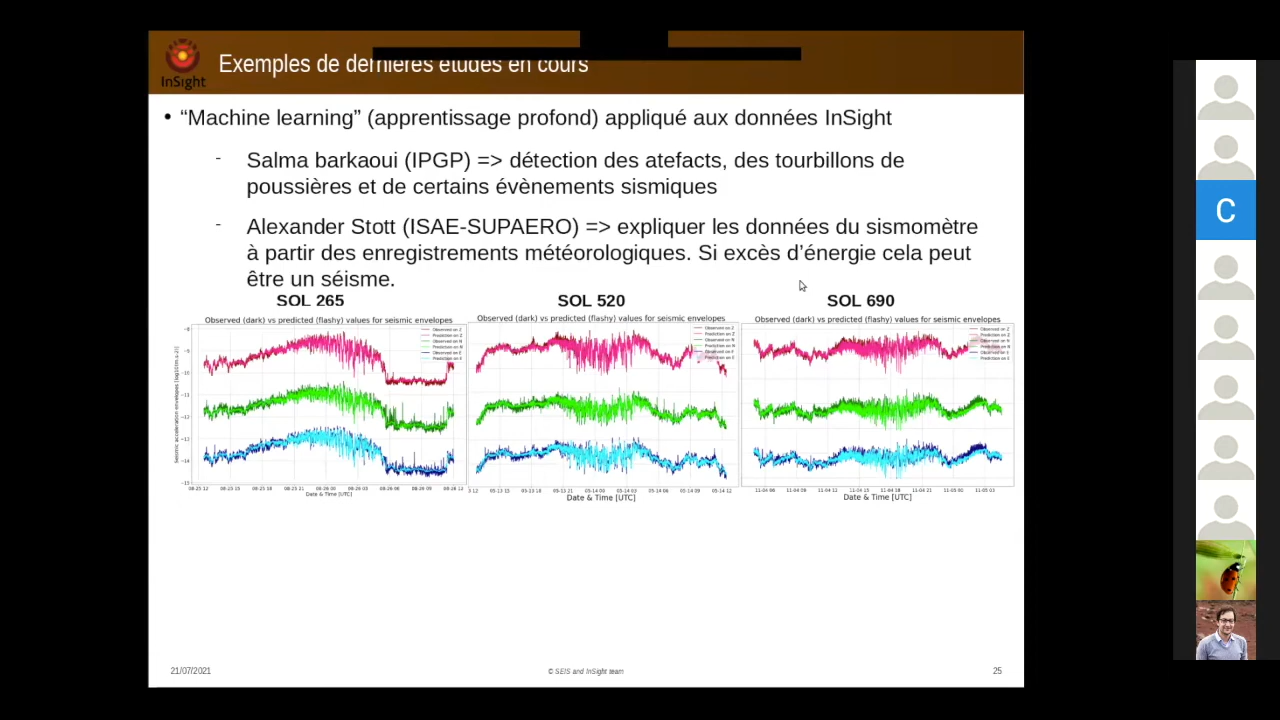 InSight
Exemples de dernières études en cours
• “Machine learning” (apprentissage profond) appliqué aux données InSight
- Salma barkaoui (IPGP) => détection des atefacts, des tourbillons de
poussières et de certains évènements sismiques
- Alexander Stott (ISAE-SUPAERO) => expliquer les données du sismomètre
à partir des enregistrements météorologiques. Si excès d’énergie cela peut
être un séisme.
SOL 265
SOL 520
SOL 690
Observed (dark) vs predicted (flashy) values for seismic envelopes
Observed (dark) vs predicted (flashy) values for seismic envelopes
Observed (dark) vs predicted (flashy) values for seismic envelopes
Date & Time [UTC]
Date & Time [UTC]
Date & Time [UTC]
21/07/2021
© SEIS and InSight team
25
C